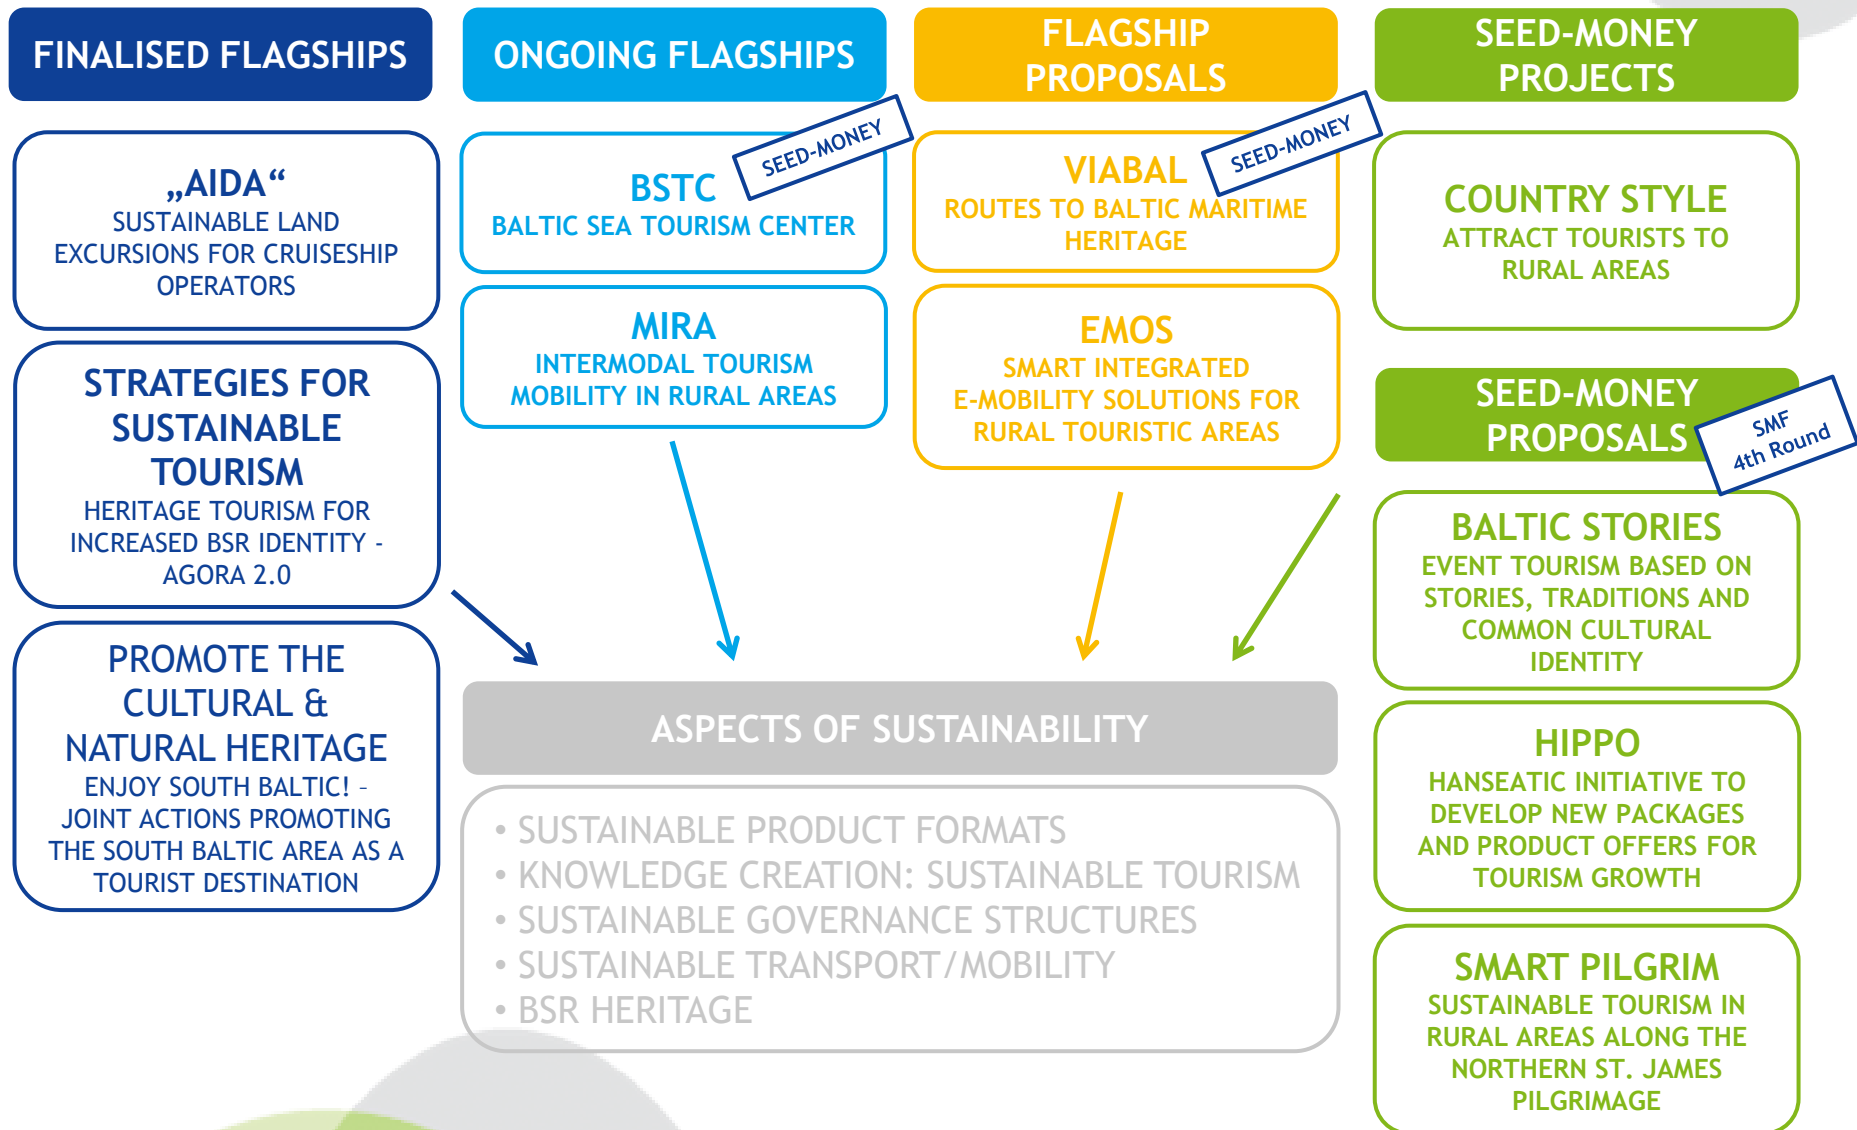 FINALISED FLAGSHIPS
„AIDA“
SUSTAINABLE LAND
EXCURSIONS FOR CRUISESHIP
OPERATORS
STRATEGIES FOR
SUSTAINABLE
TOURISM
HERITAGE TOURISM FOR
INCREASED BSR IDENTITY -
AGORA 2.0
PROMOTE THE
CULTURAL &
NATURAL HERITAGE
ENJOY SOUTH BALTIC! –
JOINT ACTIONS PROMOTING
THE SOUTH BALTIC AREA AS A
TOURIST DESTINATION
ONGOING FLAGSHIPS
SEED-MONEY
BSTC
BALTIC SEA TOURISM CENTER
MIRA
INTERMODAL TOURISM
MOBILITY IN RURAL AREAS
FLAGSHIP
PROPOSALS
SEED-MONEY
VIABAL
ROUTES TO BALTIC MARITIME
HERITAGE
EMOS
SMART INTEGRATED
E-MOBILITY SOLUTIONS FOR
RURAL TOURISTIC AREAS
SEED-MONEY
PROJECTS
COUNTRY STYLE
ATTRACT TOURISTS TO
RURAL AREAS
SEED-MONEY
PROPOSALS
SMF
4th Round
BALTIC STORIES
EVENT TOURISM BASED ON
STORIES, TRADITIONS AND
COMMON CULTURAL
IDENTITY
HIPPO
HANSEATIC INITIATIVE TO
DEVELOP NEW PACKAGES
AND PRODUCT OFFERS FOR
TOURISM GROWTH
SMART PILGRIM
SUSTAINABLE TOURISM IN
RURAL AREAS ALONG THE
NORTHERN ST. JAMES
PILGRIMAGE
ASPECTS OF SUSTAINABILITY
• SUSTAINABLE PRODUCT FORMATS
• KNOWLEDGE CREATION: SUSTAINABLE TOURISM
• SUSTAINABLE GOVERNANCE STRUCTURES
• SUSTAINABLE TRANSPORT/MOBILITY
• BSR HERITAGE